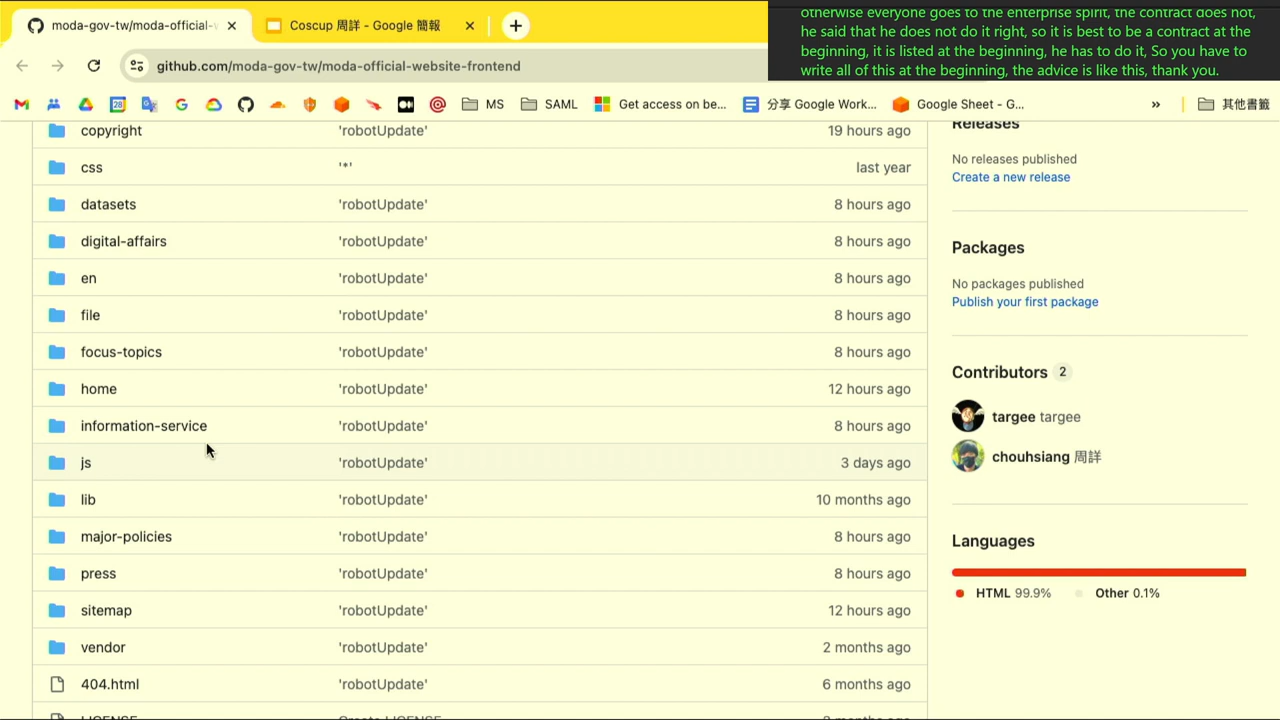 moda-gov-tw/moda-official-w
Coscup 周詳 - Google 簡報
otherwise everyone goes to the enterprise spirit, the contract does not,
he said that he does not do it right, so it is best to be a contract at the
beginning, it is listed at the beginning, he has to do it, So you have to
write all of this at the beginning, the advice is like this, thank you.
github.com/moda-gov-tw/moda-official-website-frontend
MS
SAML
Get access on be...
分享 Google Work...
Google Sheet - G...
»
其他書籤
copyright 'robotUpdate' 19 hours ago
css '*' last year
datasets 'robotUpdate' 8 hours ago
digital-affairs 'robotUpdate' 8 hours ago
en 'robotUpdate' 8 hours ago
file 'robotUpdate' 8 hours ago
focus-topics 'robotUpdate' 8 hours ago
home 'robotUpdate' 12 hours ago
information-service 'robotUpdate' 8 hours ago
js 'robotUpdate' 3 days ago
lib 'robotUpdate' 10 months ago
major-policies 'robotUpdate' 8 hours ago
press 'robotUpdate' 8 hours ago
sitemap 'robotUpdate' 12 hours ago
vendor 'robotUpdate' 2 months ago
404.html 'robotUpdate' 6 months ago
LICENSE Create LICENSE
Releases
No releases published
Create a new release
Packages
No packages published
Publish your first package
Contributors 2
targee targee
chouhsiang 周詳
Languages
HTML 99.9% Other 0.1%